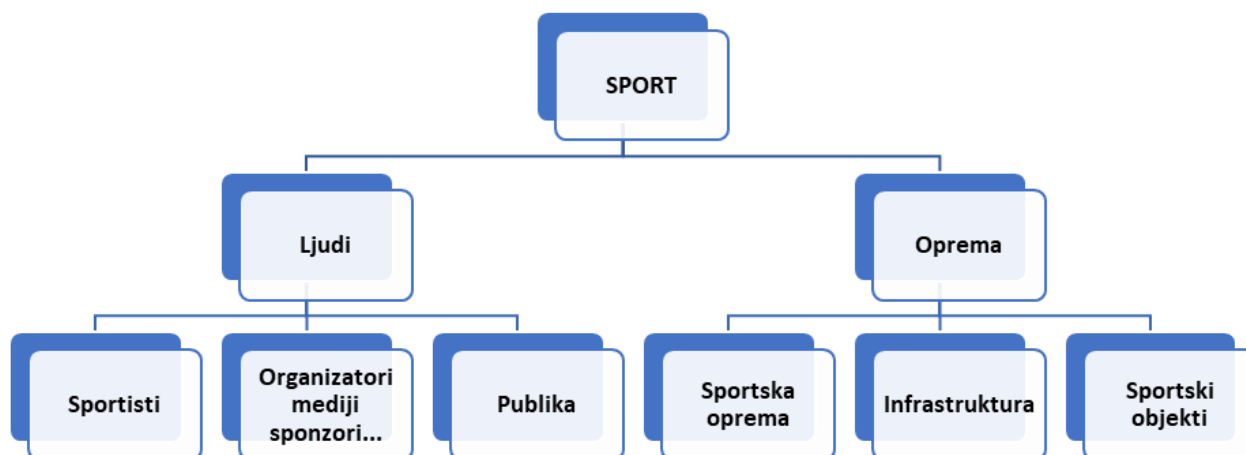 SPORT
Ljudi
Oprema
Sportisti
Organizatori
mediji
sponzori...
Publika
Sportska
oprema
Infrastruktura
Sportski
objekti